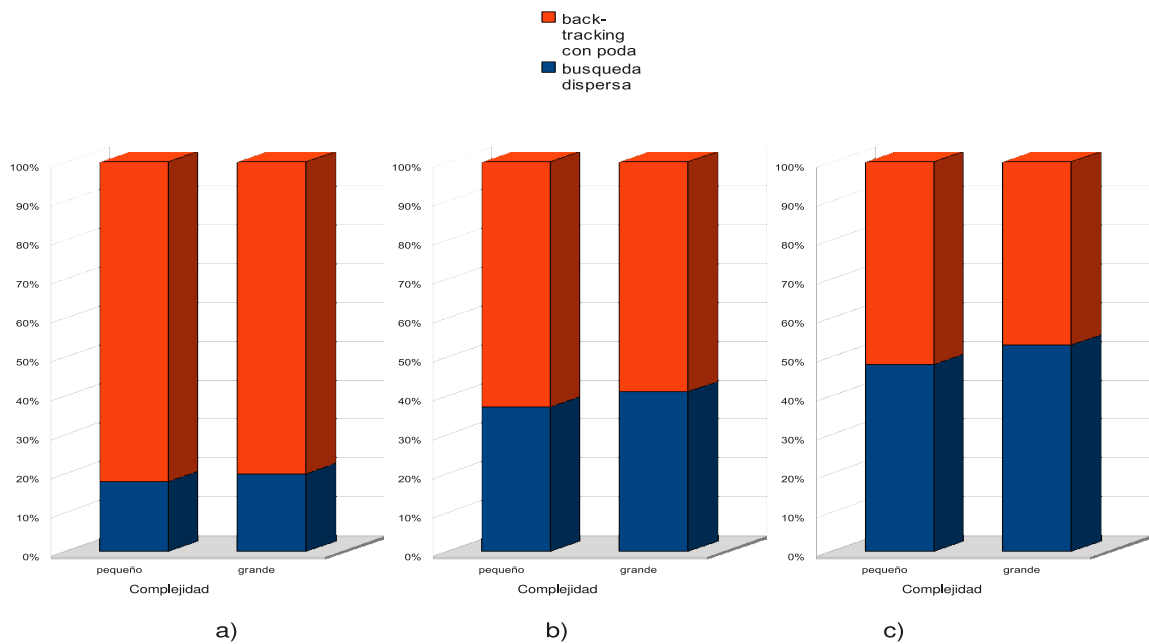 back-
tracking
con poda
busqueda
dispersa
100%
90%
80%
70%
60%
50%
40%
30%
20%
10%
0%
pequeño grande
Complejidad
a)
100%
90%
80%
70%
60%
50%
40%
30%
20%
10%
0%
pequeño grande
Complejidad
b)
100%
90%
80%
70%
60%
50%
40%
30%
20%
10%
0%
pequeño grande
Complejidad
c)